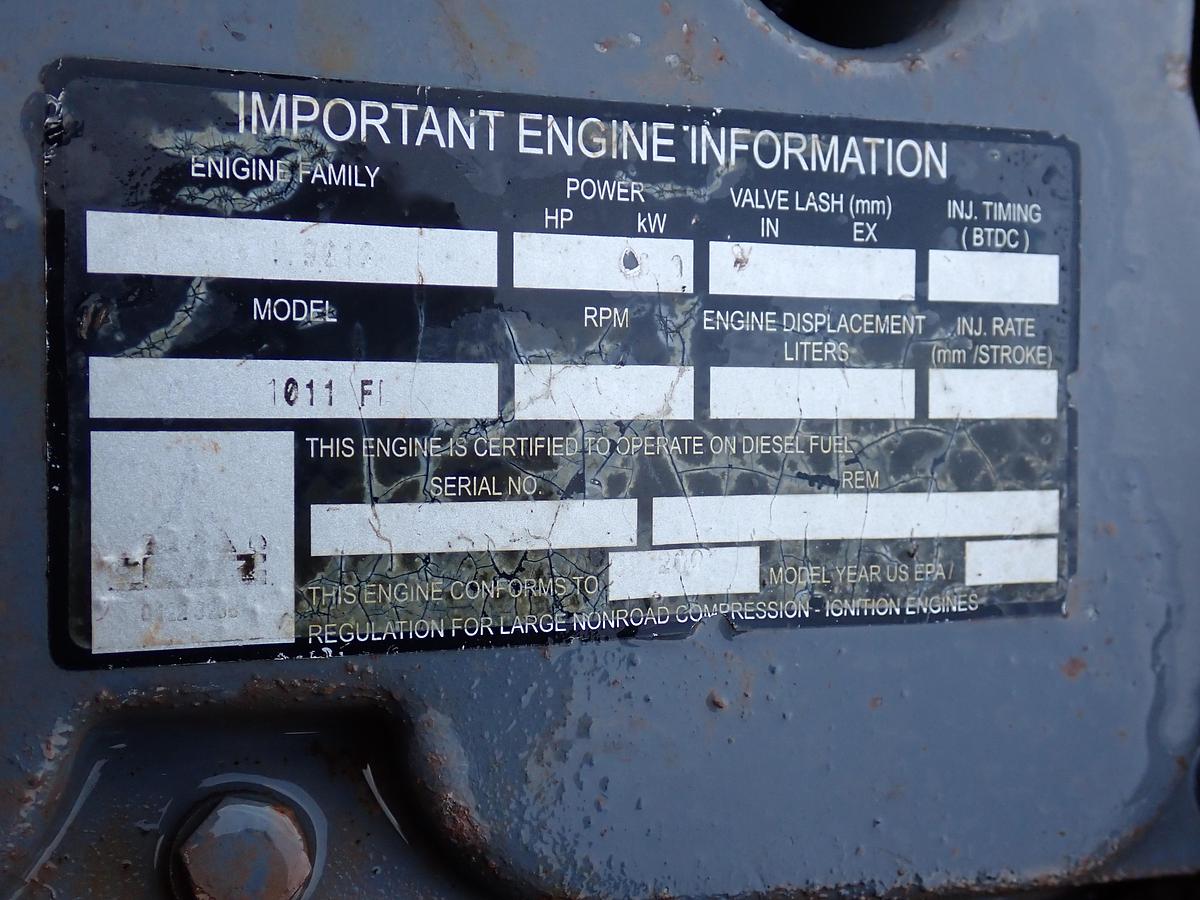 IMPORTANT ENGINE INFORMATION
ENIGINE FAMILY
POWER
HP kW
VALVE LASH (mm)
IN EX
INJ. TIMING
( BTDC )
MODEL
RPM
ENGINE DISPLACEMENT
LITERS
INJ. RATE
(mm /STROKE)
1011 F
THIS ENGINE IS CERTIFIED TO OPERATE ON DIESEL FUEL
SERIAL NO.
REM
THIS ENGINE CONFORMS TO
MODEL YEAR US EPA /
REGULATION FOR LARGE NONROAD COMPRESSION - IGNITION ENGINES